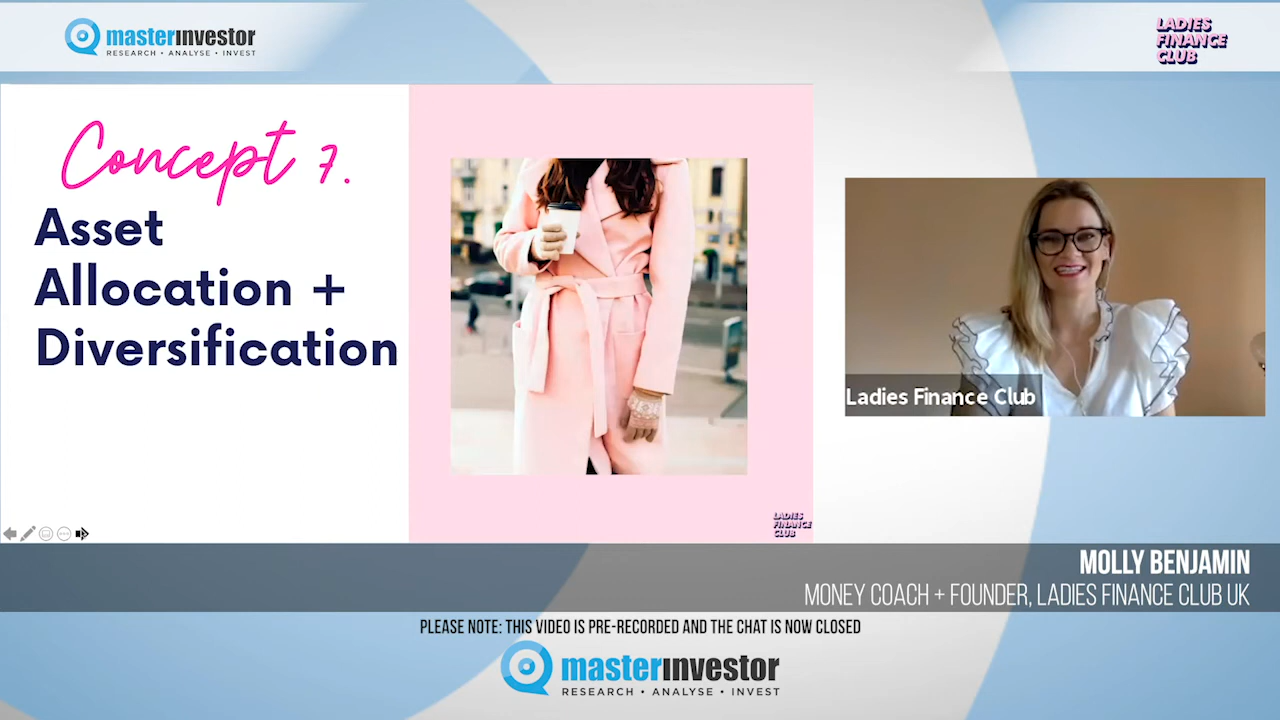 masterinvestor
RESEARCH • ANALYSE • INVEST
LADIES
FINANCE
CLUB
Concept 7.
Asset
Allocation +
Diversification
LADIES
FINANCE
CLUB
Ladies Finance Club
MOLLY BENJAMIN
MONEY COACH + FOUNDER, LADIES FINANCE CLUB UK
PLEASE NOTE: THIS VIDEO IS PRE-RECORDED AND THE CHAT IS NOW CLOSED
masterinvestor
RESEARCH • ANALYSE • INVEST